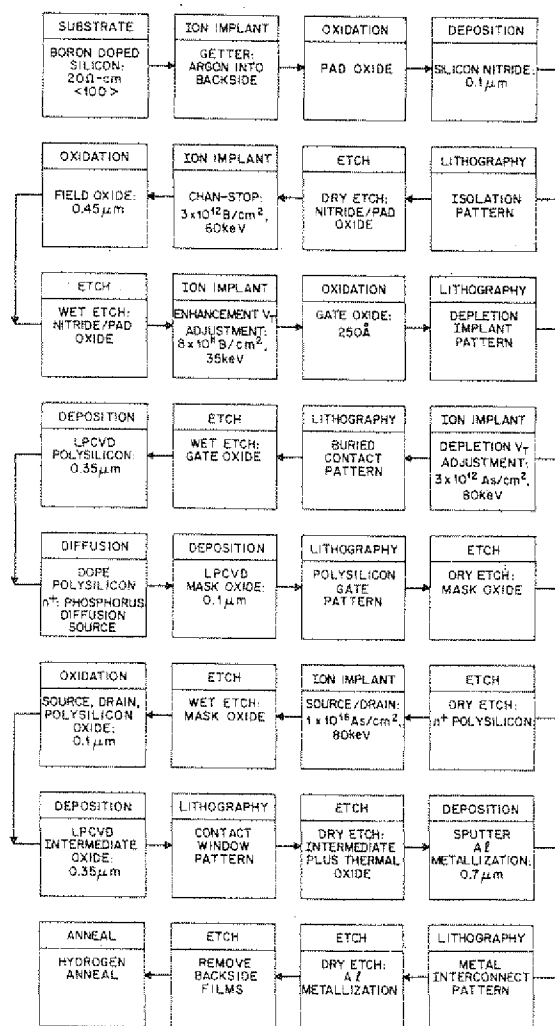 SUBSTRATE
BORON DOPED
SILICON:
20Ω-cm
<100>
ION IMPLANT
GETTER:
ARGON INTO
BACKSIDE
OXIDATION
PAD OXIDE
DEPOSITION
SILICON NITRIDE:
0.1μm
OXIDATION
FIELD OXIDE:
0.45μm
ION IMPLANT
CHAN-STOP:
3x10¹²B/cm²,
60keV
ETCH
DRY ETCH:
NITRIDE/PAD
OXIDE
LITHOGRAPHY
ISOLATION
PATTERN
ETCH
WET ETCH:
NITRIDE/PAD
OXIDE
ION IMPLANT
ENHANCEMENT V_T
ADJUSTMENT:
8x10¹¹B/cm²,
35keV
OXIDATION
GATE OXIDE:
250Å
LITHOGRAPHY
DEPLETION
IMPLANT
PATTERN
DEPOSITION
LPCVD
POLYSILICON:
0.35μm
ETCH
WET ETCH:
GATE OXIDE
LITHOGRAPHY
BURIED
CONTACT
PATTERN
ION IMPLANT
DEPLETION V_T
ADJUSTMENT:
3x10¹²As/cm²,
80keV
DIFFUSION
DOPE
POLYSILICON
n⁺: PHOSPHORUS
DIFFUSION
SOURCE
DEPOSITION
LPCVD
MASK OXIDE:
0.1μm
LITHOGRAPHY
POLYSILICON
GATE
PATTERN
ETCH
DRY ETCH:
MASK OXIDE
OXIDATION
SOURCE, DRAIN,
POLYSILICON
OXIDE:
0.1μm
ETCH
WET ETCH:
MASK OXIDE
ION IMPLANT
SOURCE/DRAIN:
1x10¹⁶As/cm²,
80keV
ETCH
DRY ETCH:
n⁺ POLYSILICON
DEPOSITION
LPCVD
INTERMEDIATE
OXIDE:
0.35μm
LITHOGRAPHY
CONTACT
WINDOW
PATTERN
ETCH
DRY ETCH:
INTERMEDIATE
PLUS THERMAL
OXIDE
DEPOSITION
SPUTTER
Aℓ
METALLIZATION:
0.7μm
ANNEAL
HYDROGEN
ANNEAL
ETCH
REMOVE
BACKSIDE
FILMS
ETCH
DRY ETCH:
Aℓ
METALLIZATION
LITHOGRAPHY
METAL
INTERCONNECT
PATTERN